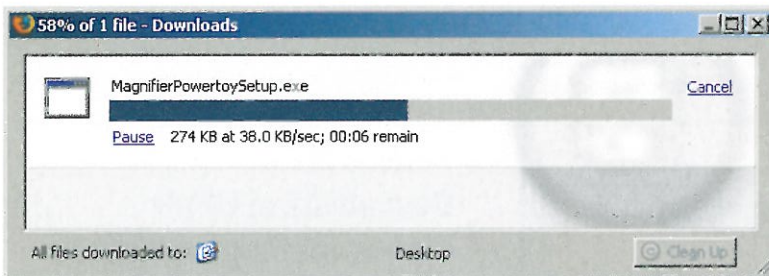 58% of 1 file - Downloads
MagnifierPowertoySetup.exe
Cancel
Pause 274 KB at 38.0 KB/sec; 00:06 remain
All files downloaded to: Desktop
Clean Up